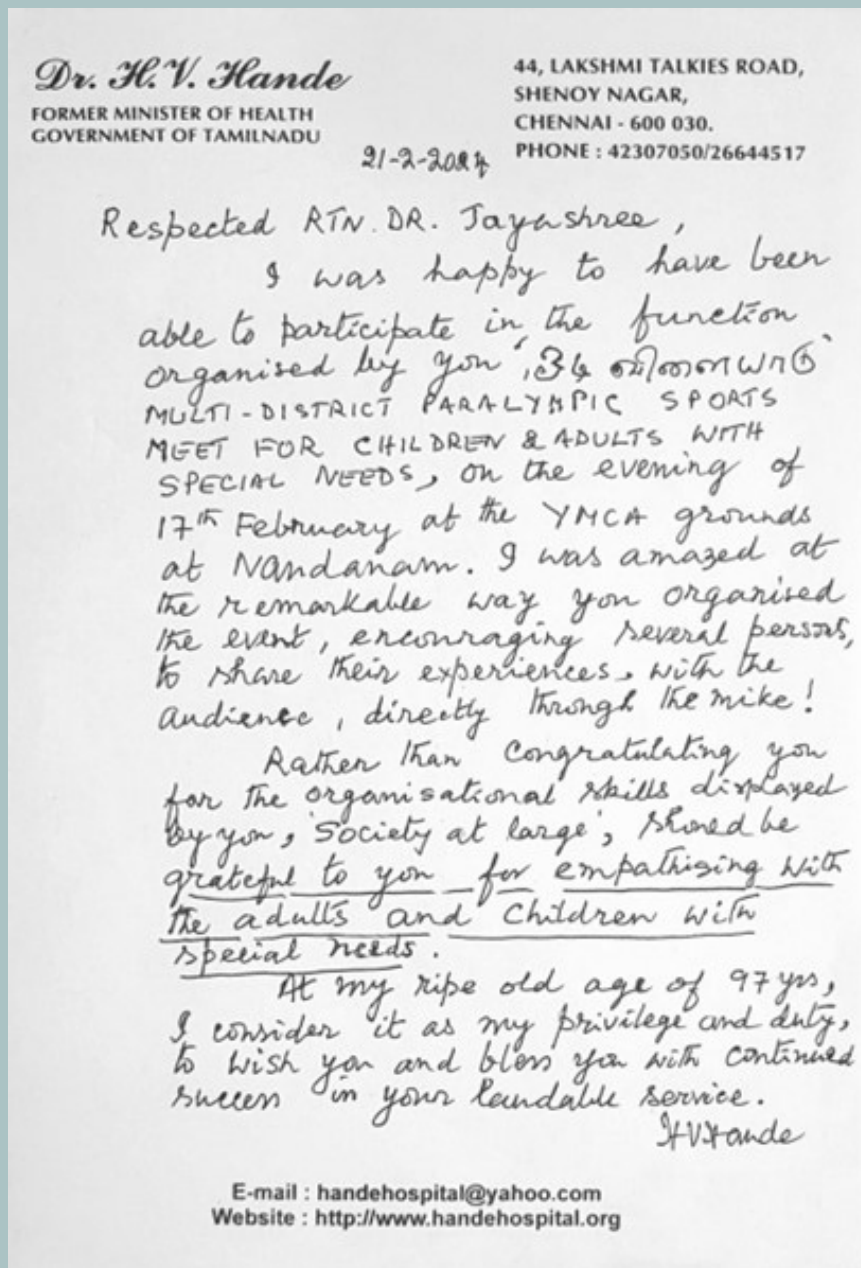 Dr. H.V. Hande
FORMER MINISTER OF HEALTH
GOVERNMENT OF TAMILNADU
44, LAKSHMI TALKIES ROAD,
SHENOY NAGAR,
CHENNAI - 600 030.
PHONE : 42307050/26644517
21-2-2024
Respected RTN. DR. Jayashree,
I was happy to have been
able to participate in the function
organised by you 'ஓடி விளையாடு'
MULTI-DISTRICT PARALYMPIC SPORTS
MEET FOR CHILDREN & ADULTS WITH
SPECIAL NEEDS, on the evening of
17th February at the YMCA grounds
at Nandanam. I was amazed at
the remarkable way you organised
the event, encouraging several persons,
to share their experiences, with the
audience, directly through the mike!
Rather than congratulating you
for the organisational skills displayed
by you, 'Society at large', should be
grateful to you for empathising with
the adults and children with
special needs.
At my ripe old age of 97 yrs,
I consider it as my privilege and duty,
to wish you and bless you with continued
success in your laudable service.
HVHande
E-mail : handehospital@yahoo.com
Website : http://www.handehospital.org